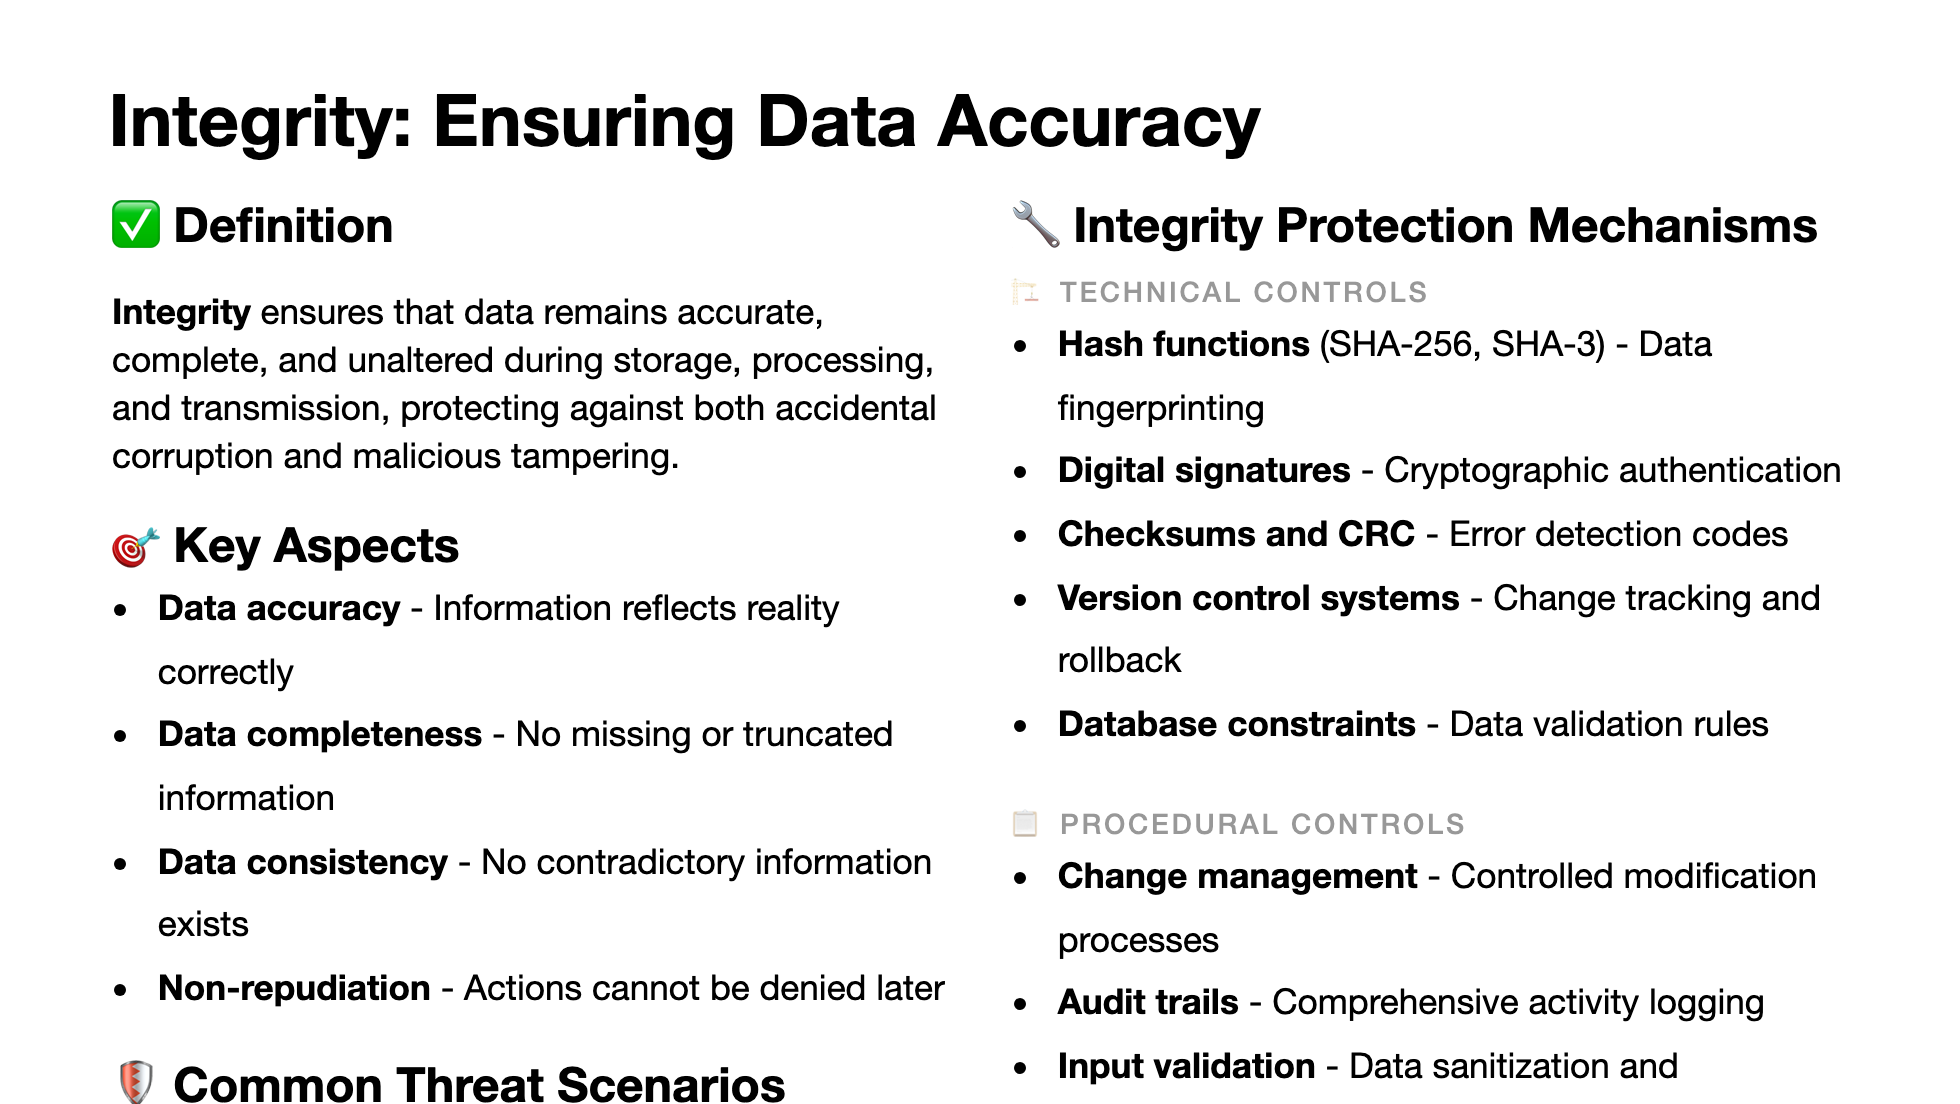 Integrity: Ensuring Data Accuracy
✅ Definition
Integrity ensures that data remains accurate,
complete, and unaltered during storage, processing,
and transmission, protecting against both accidental
corruption and malicious tampering.
🎯 Key Aspects
• Data accuracy - Information reflects reality
correctly
• Data completeness - No missing or truncated
information
• Data consistency - No contradictory information
exists
• Non-repudiation - Actions cannot be denied later
🛡️ Common Threat Scenarios
🔧 Integrity Protection Mechanisms
🏗️ TECHNICAL CONTROLS
• Hash functions (SHA-256, SHA-3) - Data
fingerprinting
• Digital signatures - Cryptographic authentication
• Checksums and CRC - Error detection codes
• Version control systems - Change tracking and
rollback
• Database constraints - Data validation rules
📋 PROCEDURAL CONTROLS
• Change management - Controlled modification
processes
• Audit trails - Comprehensive activity logging
• Input validation - Data sanitization and